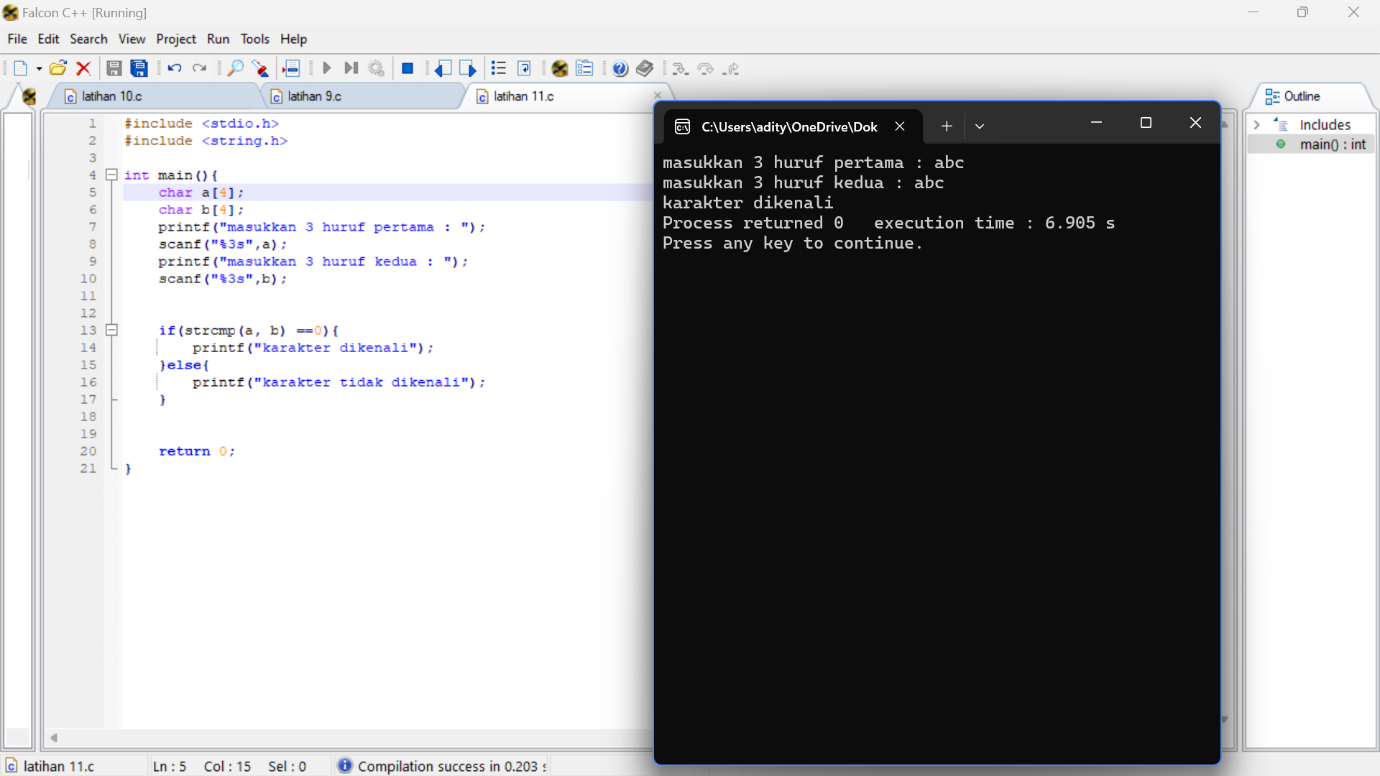 Falcon C++ [Running]
File Edit Search View Project Run Tools Help
latihan 10.c latihan 9.c latihan 11.c
Outline
Includes
main() : int
1 #include <stdio.h>
2 #include <string.h>
3
4 int main(){
5 char a[4];
6 char b[4];
7 printf("masukkan 3 huruf pertama : ");
8 scanf("%3s",a);
9 printf("masukkan 3 huruf kedua : ");
10 scanf("%3s",b);
11
12
13 if(strcmp(a, b) ==0){
14 printf("karakter dikenali");
15 }else{
16 printf("karakter tidak dikenali");
17 }
18
19
20 return 0;
21 }
C:\Users\adity\OneDrive\Dok
masukkan 3 huruf pertama : abc
masukkan 3 huruf kedua : abc
karakter dikenali
Process returned 0 execution time : 6.905 s
Press any key to continue.
latihan 11.c Ln : 5 Col : 15 Sel : 0 Compilation success in 0.203 s